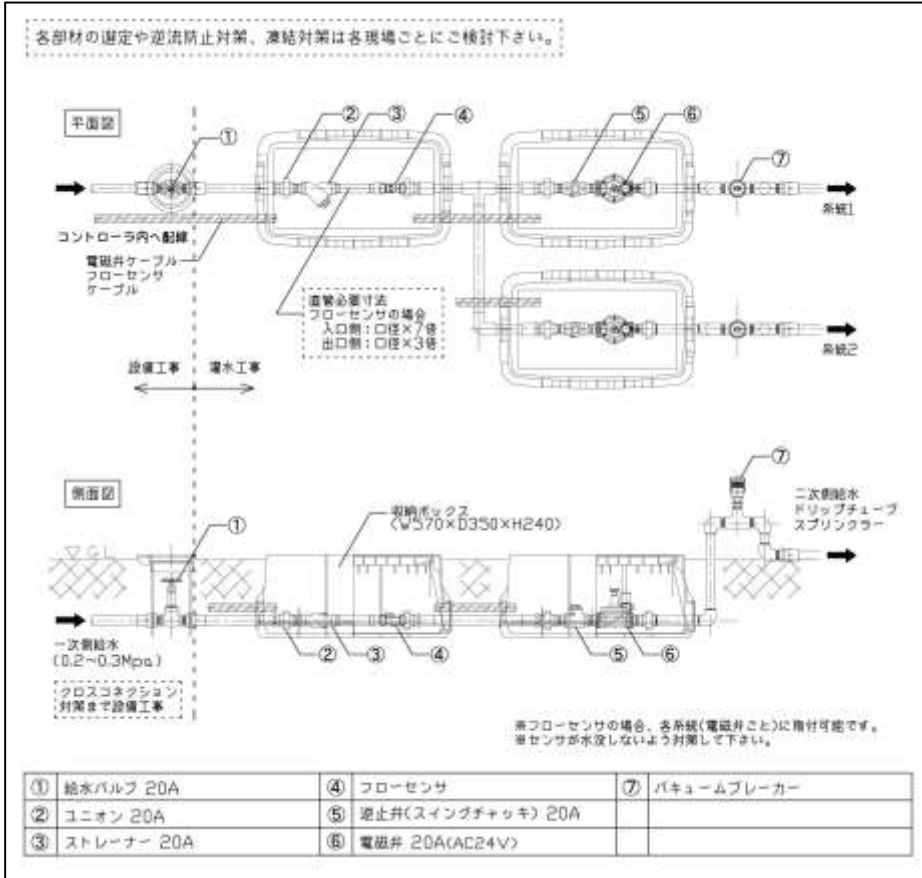 各部材の選定や逆流防止対策、凍結対策は各現場ごとにご検討下さい。
平面図
①
②
③
④
⑤
⑥
⑦
系統1
コントローラ内へ配線
電磁弁ケーブル
フローセンサ
ケーブル
直管必要寸法
フローセンサの場合
入口側:口径×7倍
出口側:口径×3倍
系統2
設備工事
灌水工事
側面図
①
収納ボックス
(W570×D350×H240)
⑦
二次側給水
ドリップチューブ
スプリンクラー
▽GL
一次側給水
(0.2~0.3Mpa)
②
③
④
⑤
⑥
クロスコネクション
対策まで設備工事
※フローセンサの場合、各系統(電磁弁ごと)に取付可能です。
※センサが水没しないよう対策して下さい。
① 給水バルブ 20A ④ フローセンサ ⑦ バキュームブレーカー
② ユニオン 20A ⑤ 逆止弁(スイングチャッキ) 20A
③ ストレーナー 20A ⑥ 電磁弁 20A(AC24V)